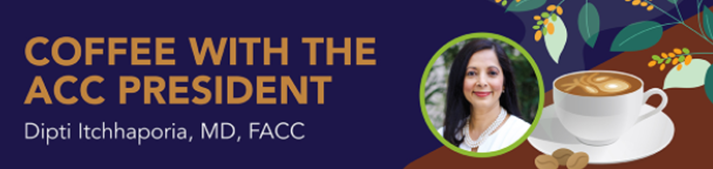 COFFEE WITH THE
ACC PRESIDENT
Dipti Itchhaporia, MD, FACC